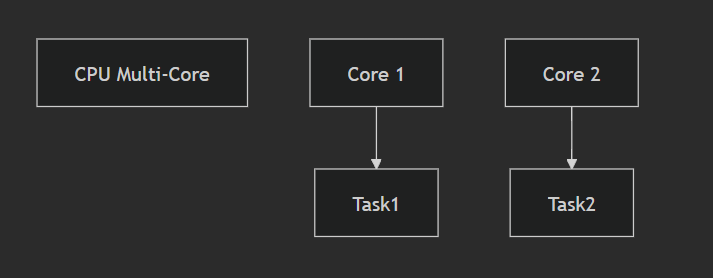 CPU Multi-Core
Core 1
Core 2
Task1
Task2